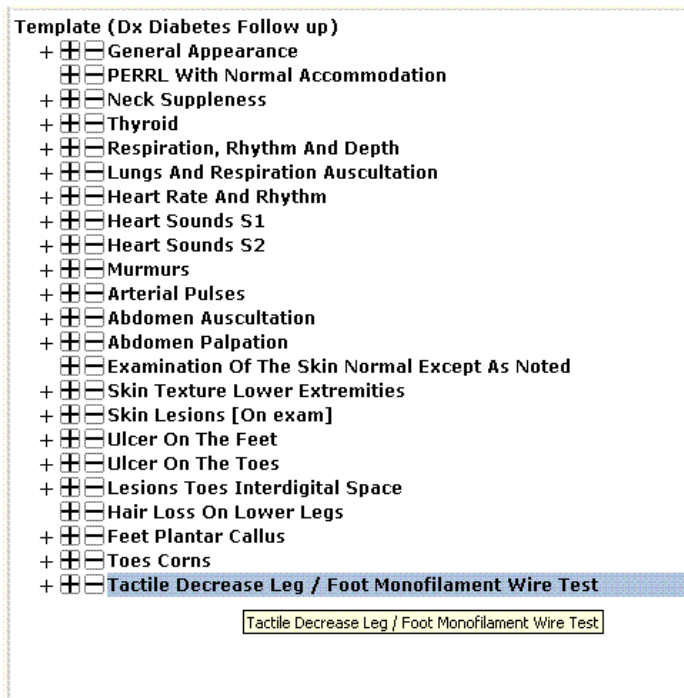 Template (Dx Diabetes Follow up)
+ General Appearance
PERRL With Normal Accommodation
+ Neck Suppleness
+ Thyroid
+ Respiration, Rhythm And Depth
+ Lungs And Respiration Auscultation
+ Heart Rate And Rhythm
+ Heart Sounds S1
+ Heart Sounds S2
+ Murmurs
+ Arterial Pulses
+ Abdomen Auscultation
+ Abdomen Palpation
Examination Of The Skin Normal Except As Noted
+ Skin Texture Lower Extremities
+ Skin Lesions [On exam]
+ Ulcer On The Feet
+ Ulcer On The Toes
+ Lesions Toes Interdigital Space
Hair Loss On Lower Legs
+ Feet Plantar Callus
+ Toes Corns
+ Tactile Decrease Leg / Foot Monofilament Wire Test
Tactile Decrease Leg / Foot Monofilament Wire Test